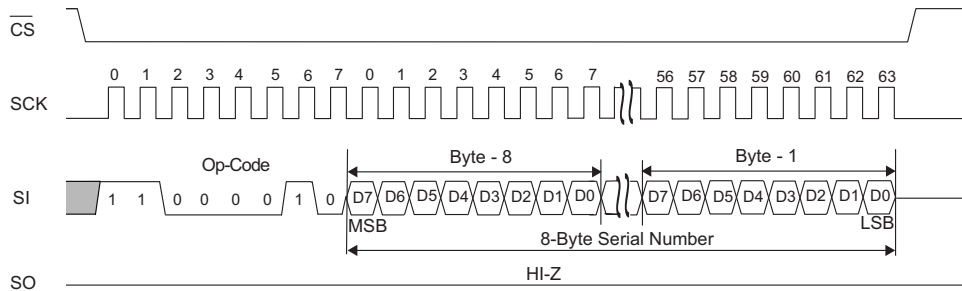 CS
0 1 2 3 4 5 6 7 0 1 2 3 4 5 6 7 56 57 58 59 60 61 62 63
SCK
Op-Code Byte - 8 Byte - 1
SI 1 1 0 0 0 0 1 0 D7 D6 D5 D4 D3 D2 D1 D0 D7 D6 D5 D4 D3 D2 D1 D0
MSB LSB
8-Byte Serial Number
HI-Z
SO